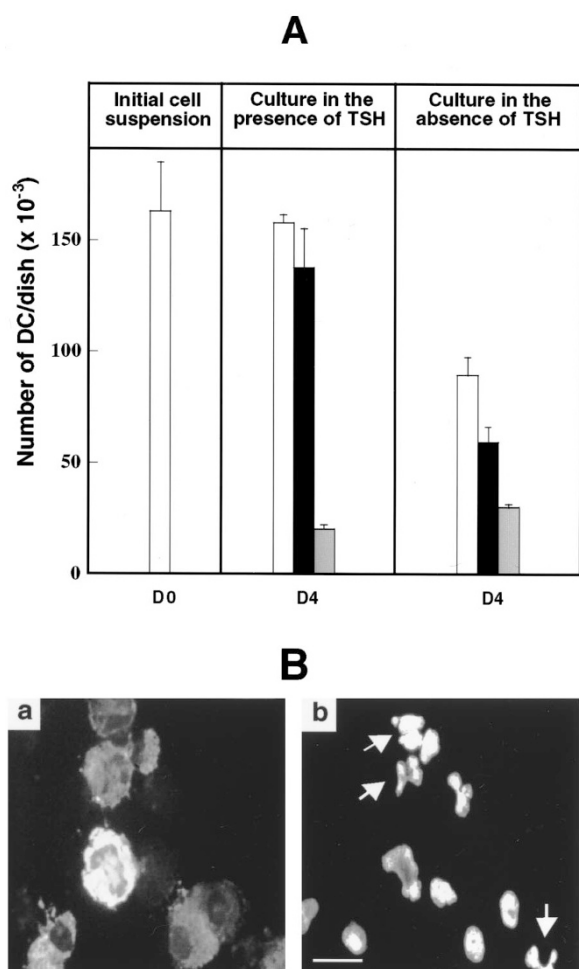 A
Initial cell
suspension
Culture in the
presence of TSH
Culture in the
absence of TSH
Number of DC/dish (x 10⁻³)
150
100
50
0
D0
D4
D4
B
a
b